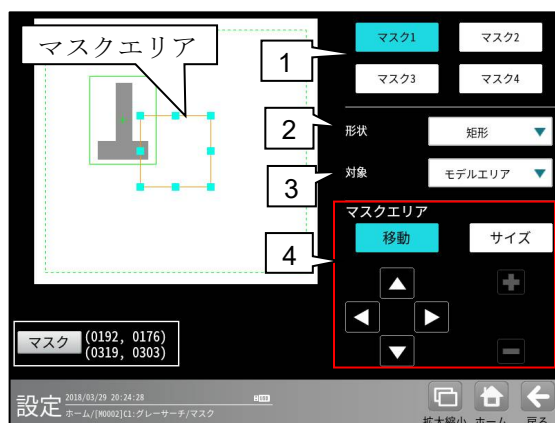 マスクエリア
1
マスク1
マスク2
マスク3
マスク4
2
形状
矩形
3
対象
モデルエリア
マスクエリア
4
移動
サイズ
マスク
(0192, 0176)
(0319, 0303)
設定
2018/03/29 20:24:28
ホーム/[M0002]C1:グレーサーチ/マスク
拡大縮小
ホーム
戻る